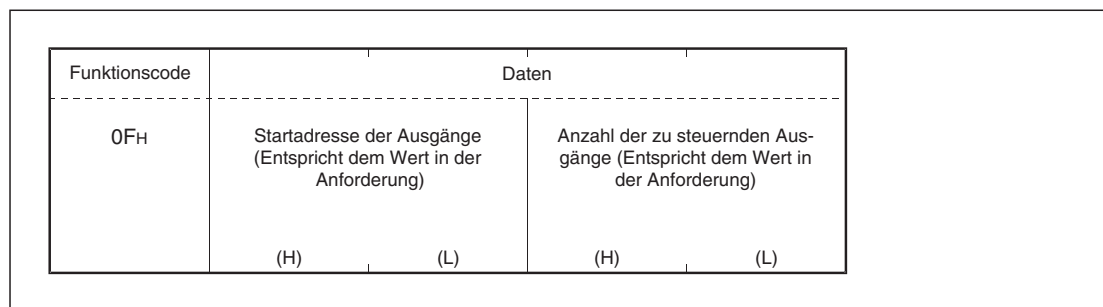 Funktionscode
Daten
0FH
Startadresse der Ausgänge
(Entspricht dem Wert in der
Anforderung)
Anzahl der zu steuernden Aus-
gänge (Entspricht dem Wert in
der Anforderung)
(H)
(L)
(H)
(L)